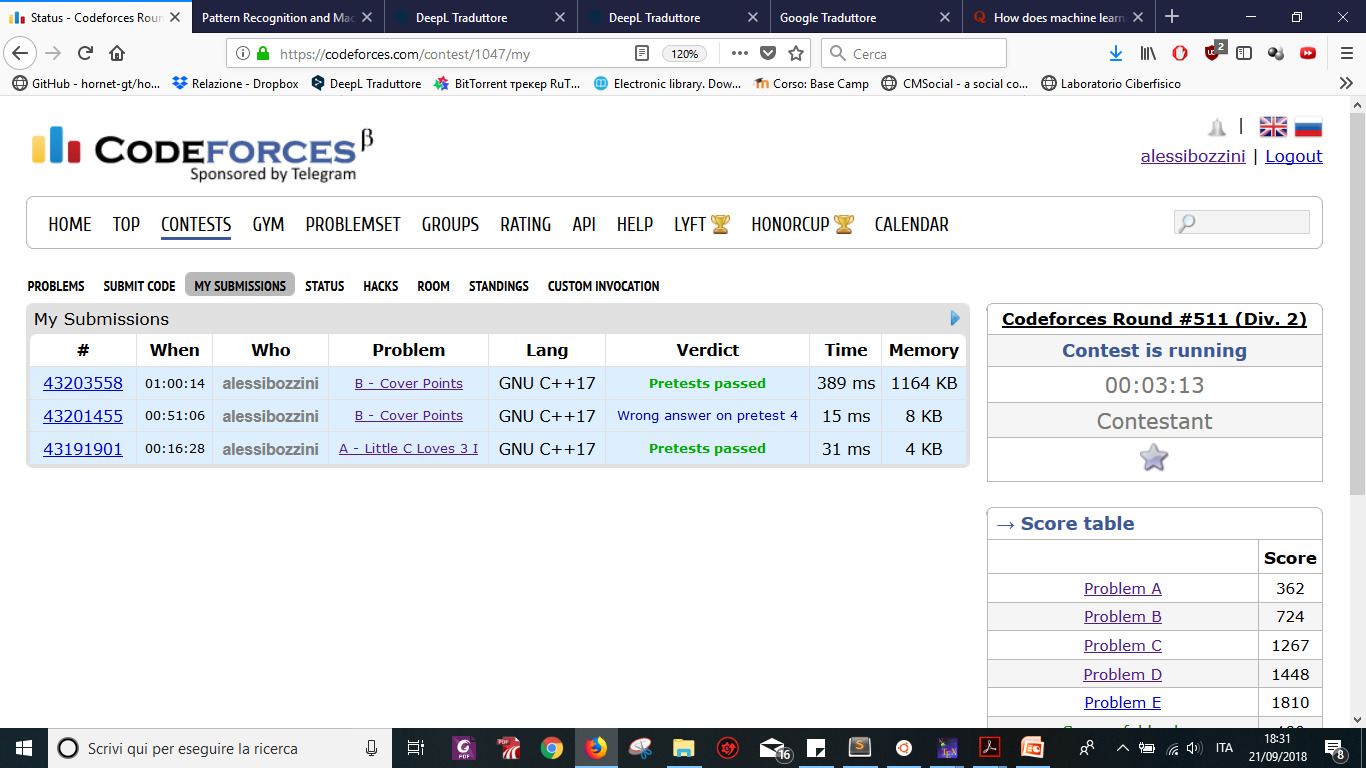 Status - Codeforces Roun
Pattern Recognition and Mac
DeepL Traduttore
DeepL Traduttore
Google Traduttore
How does machine learn
https://codeforces.com/contest/1047/my
120%
Cerca
2
GitHub - hornet-gt/ho...
Relazione - Dropbox
DeepL Traduttore
BitTorrent трекер RuT...
Electronic library. Dow...
Corso: Base Camp
CMSocial - a social co...
Laboratorio Ciberfisico
CODEFORCES β
Sponsored by Telegram
alessibozzini | Logout
HOME TOP CONTESTS GYM PROBLEMSET GROUPS RATING API HELP LYFT HONORCUP CALENDAR
PROBLEMS SUBMIT CODE MY SUBMISSIONS STATUS HACKS ROOM STANDINGS CUSTOM INVOCATION
My Submissions
# When Who Problem Lang Verdict Time Memory
43203558 01:00:14 alessibozzini B - Cover Points GNU C++17 Pretests passed 389 ms 1164 KB
43201455 00:51:06 alessibozzini B - Cover Points GNU C++17 Wrong answer on pretest 4 15 ms 8 KB
43191901 00:16:28 alessibozzini A - Little C Loves 3 I GNU C++17 Pretests passed 31 ms 4 KB
Codeforces Round #511 (Div. 2)
Contest is running
00:03:13
Contestant
→ Score table
Score
Problem A 362
Problem B 724
Problem C 1267
Problem D 1448
Problem E 1810
Scrivi qui per eseguire la ricerca
16
ITA
18:31
21/09/2018
8